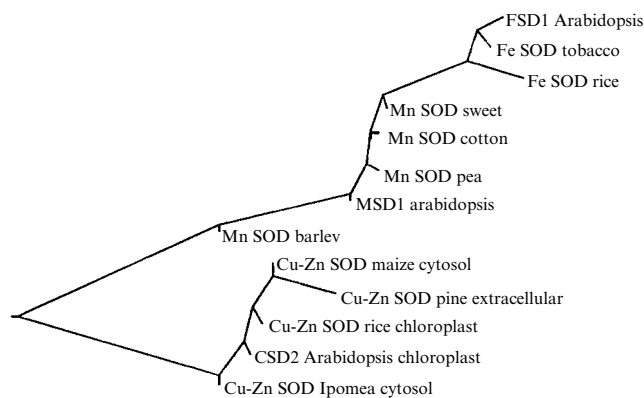 FSD1 Arabidopsis
Fe SOD tobacco
Fe SOD rice
Mn SOD sweet
Mn SOD cotton
Mn SOD pea
MSD1 arabidopsis
Mn SOD barlev
Cu-Zn SOD maize cytosol
Cu-Zn SOD pine extracellular
Cu-Zn SOD rice chloroplast
CSD2 Arabidopsis chloroplast
Cu-Zn SOD Ipomea cytosol